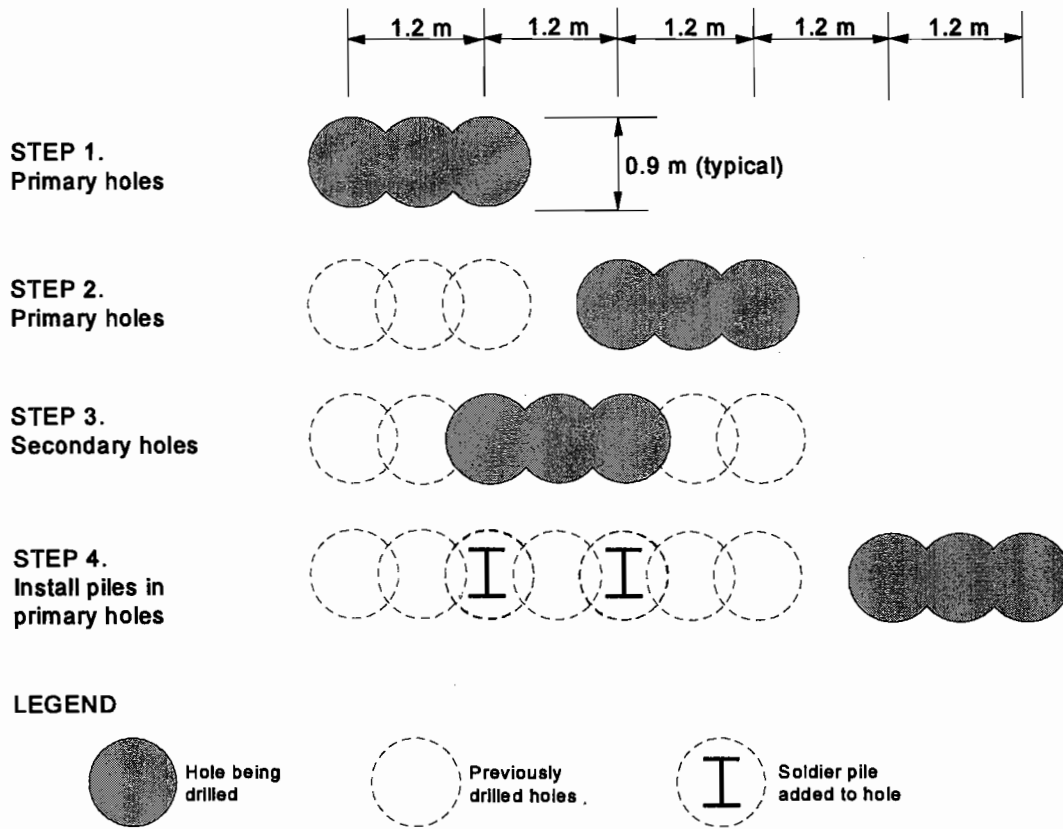 1.2 m 1.2 m 1.2 m 1.2 m 1.2 m
STEP 1.
Primary holes
0.9 m (typical)
STEP 2.
Primary holes
STEP 3.
Secondary holes
STEP 4.
Install piles in
primary holes
LEGEND
Hole being
drilled
Previously
drilled holes
Soldier pile
added to hole